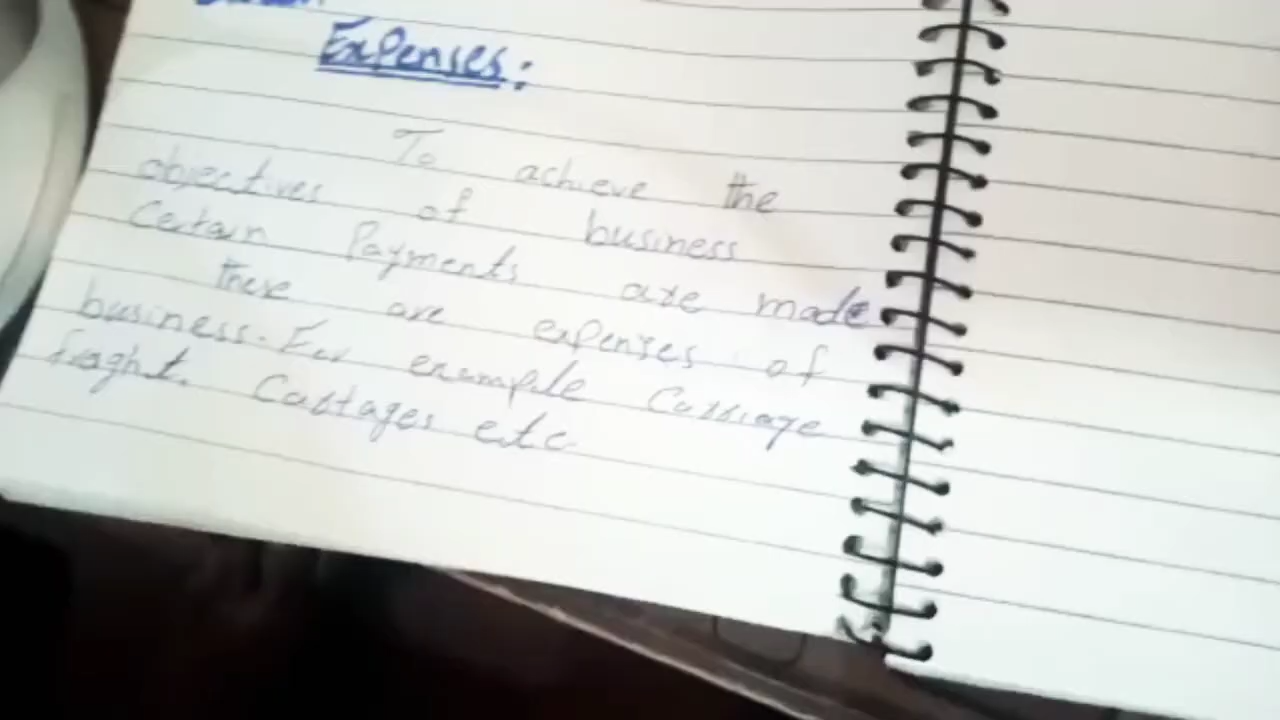 Expenses:
To achieve the
objectives of business
Certain Payments are made
these are expenses of
business. For example Carriage
fraght. Cartages etc